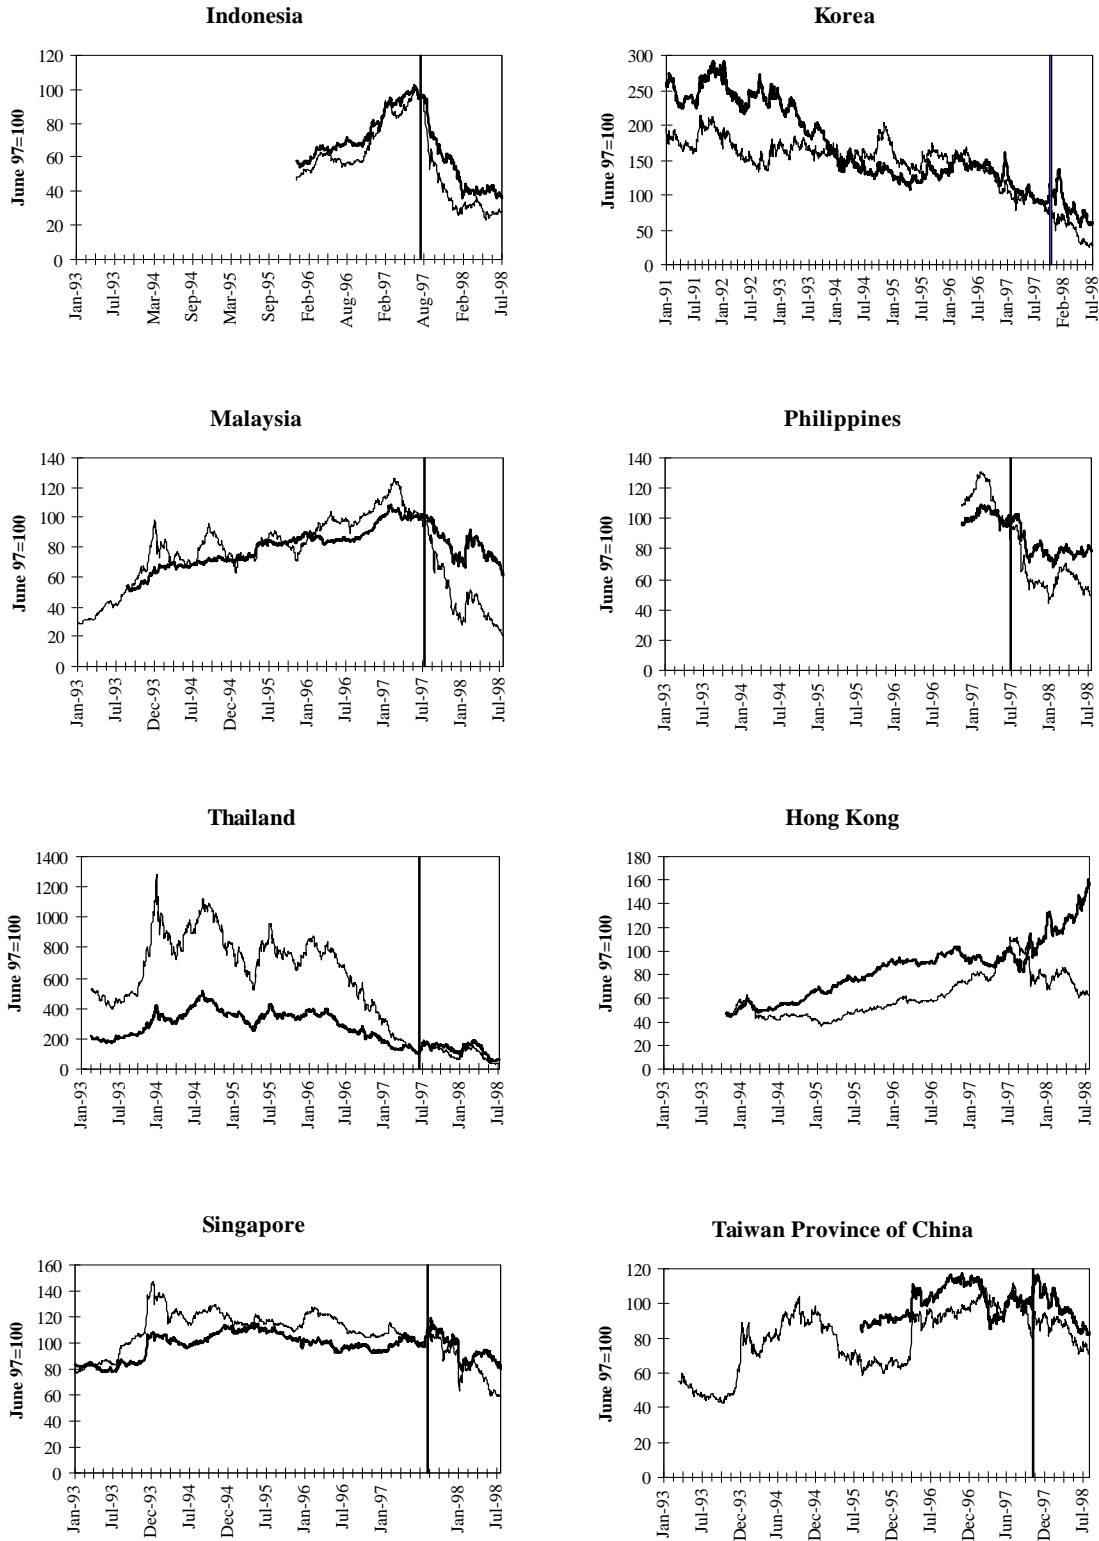 Indonesia
June 97=100
120
100
80
60
40
20
0
Jan-93
Jul-93
Mar-94
Sep-94
Mar-95
Sep-95
Feb-96
Aug-96
Feb-97
Aug-97
Feb-98
Jul-98
Korea
June 97=100
300
250
200
150
100
50
0
Jan-91
Jul-91
Jan-92
Jul-92
Jan-93
Jul-93
Jan-94
Jul-94
Jan-95
Jul-95
Jan-96
Jul-96
Jan-97
Jul-97
Feb-98
Jul-98
Malaysia
June 97=100
140
120
100
80
60
40
20
0
Jan-93
Jul-93
Dec-93
Jul-94
Dec-94
Jul-95
Jan-96
Jul-96
Jan-97
Jul-97
Jan-98
Jul-98
Philippines
June 97=100
140
120
100
80
60
40
20
0
Jan-93
Jul-93
Jan-94
Jul-94
Jan-95
Jul-95
Jan-96
Jul-96
Jan-97
Jul-97
Jan-98
Jul-98
Thailand
June 97=100
1400
1200
1000
800
600
400
200
0
Jan-93
Jul-93
Jan-94
Jul-94
Jan-95
Jul-95
Jan-96
Jul-96
Jan-97
Jul-97
Jan-98
Jul-98
Hong Kong
June 97=100
180
160
140
120
100
80
60
40
20
0
Jan-93
Jul-93
Jan-94
Jul-94
Jan-95
Jul-95
Jan-96
Jul-96
Jan-97
Jul-97
Jan-98
Jul-98
Singapore
June 97=100
160
140
120
100
80
60
40
20
0
Jan-93
Jul-93
Dec-93
Jul-94
Dec-94
Jul-95
Jan-96
Jul-96
Jan-97
Jan-98
Jul-98
Taiwan Province of China
June 97=100
120
100
80
60
40
20
0
Jan-93
Jul-93
Dec-93
Jun-94
Dec-94
Jul-95
Dec-95
Jul-96
Dec-96
Jun-97
Dec-97
Jul-98